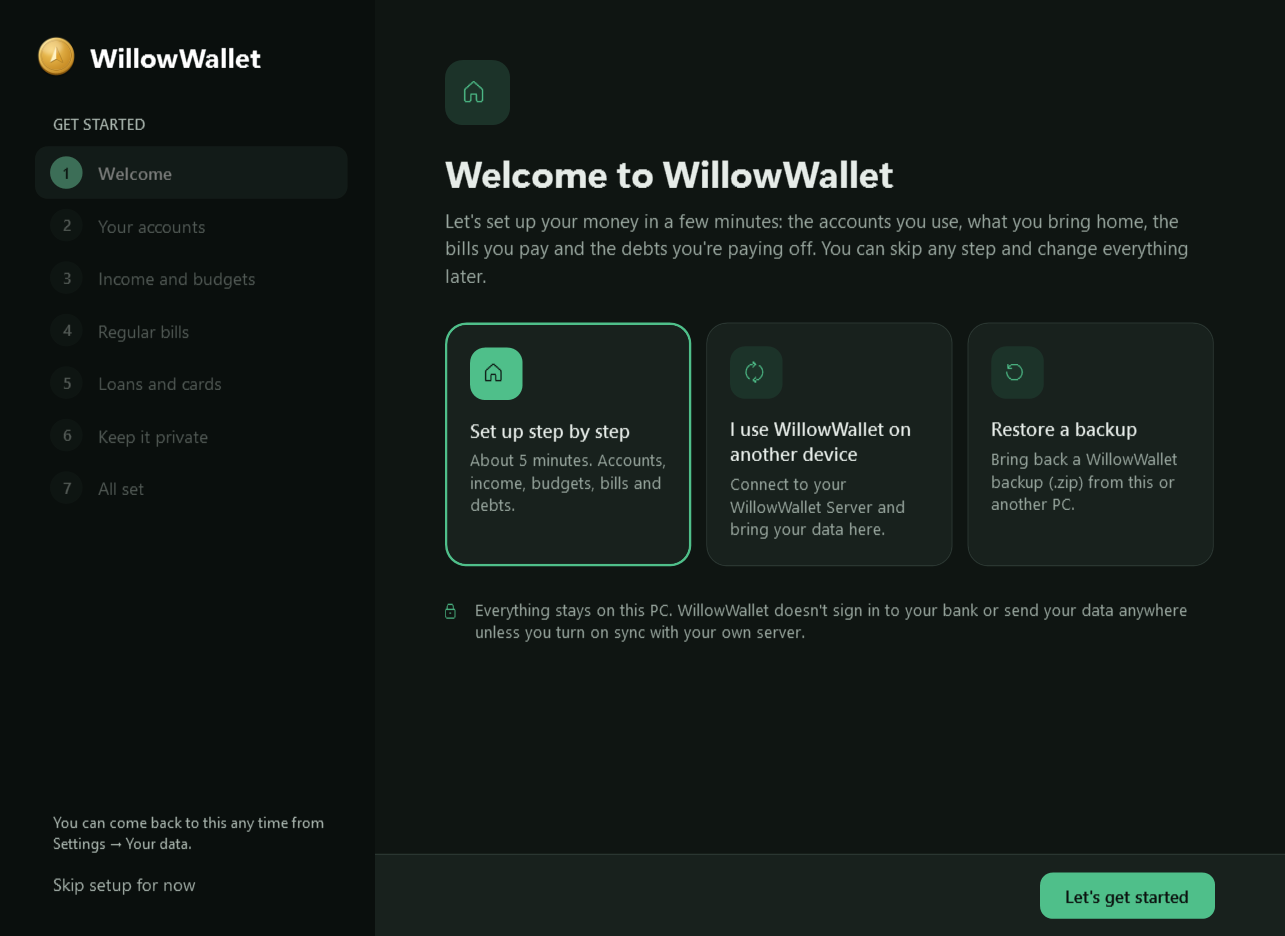 WillowWallet
GET STARTED
1 Welcome
2 Your accounts
3 Income and budgets
4 Regular bills
5 Loans and cards
6 Keep it private
7 All set
You can come back to this any time from
Settings → Your data.
Skip setup for now
Welcome to WillowWallet
Let's set up your money in a few minutes: the accounts you use, what you bring home, the
bills you pay and the debts you're paying off. You can skip any step and change everything
later.
Set up step by step
About 5 minutes. Accounts,
income, budgets, bills and
debts.
I use WillowWallet on
another device
Connect to your
WillowWallet Server and
bring your data here.
Restore a backup
Bring back a WillowWallet
backup (.zip) from this or
another PC.
Everything stays on this PC. WillowWallet doesn't sign in to your bank or send your data anywhere
unless you turn on sync with your own server.
Let's get started